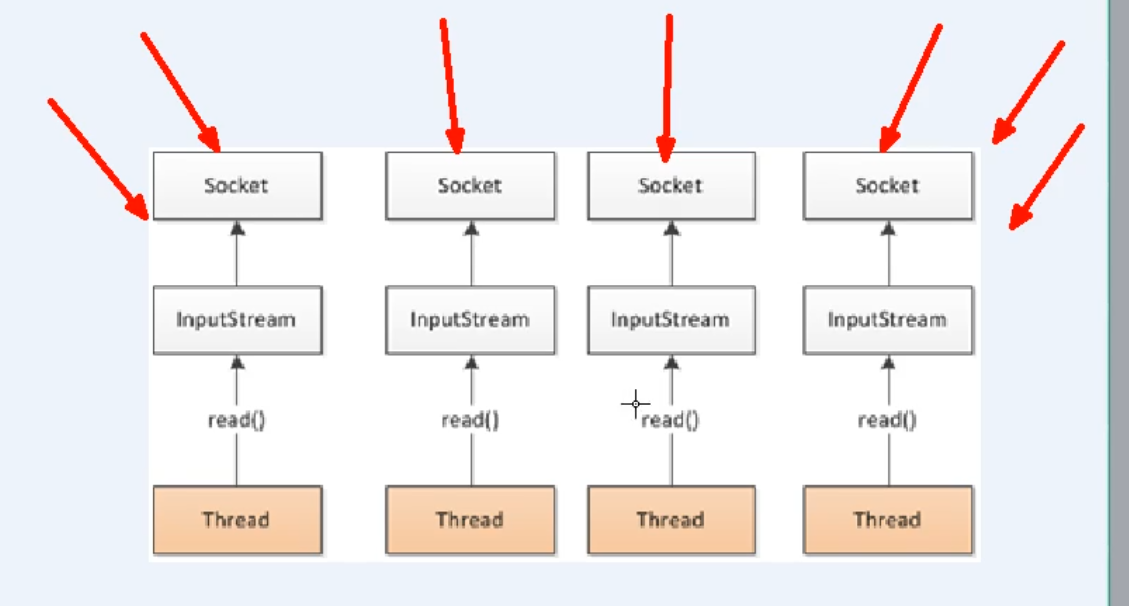 Socket Socket Socket Socket
InputStream InputStream InputStream InputStream
read() read() read() read()
Thread Thread Thread Thread